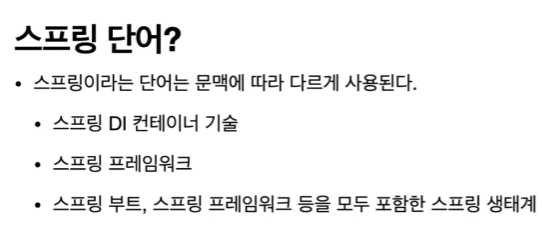 스프링 단어?
• 스프링이라는 단어는 문맥에 따라 다르게 사용된다.
• 스프링 DI 컨테이너 기술
• 스프링 프레임워크
• 스프링 부트, 스프링 프레임워크 등을 모두 포함한 스프링 생태계